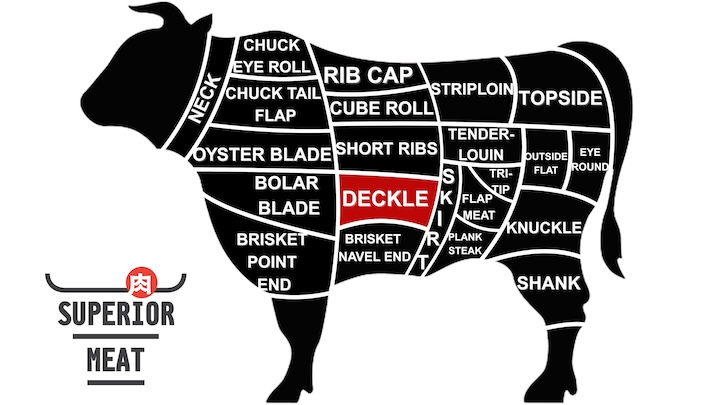 CHUCK
EYE ROLL
NECK
CHUCK TAIL
FLAP
OYSTER BLADE
BOLAR
BLADE
BRISKET
POINT
END
RIB CAP
CUBE ROLL
SHORT RIBS
DECKLE
BRISKET
NAVEL END
STRIPLOIN
TOPSIDE
TENDER-
LOUIN
SKIRT
TRI-
TIP
FLAP
MEAT
PLANK
STEAK
OUTSIDE
FLAT
EYE
ROUND
KNUCKLE
SHANK
肉
SUPERIOR
MEAT